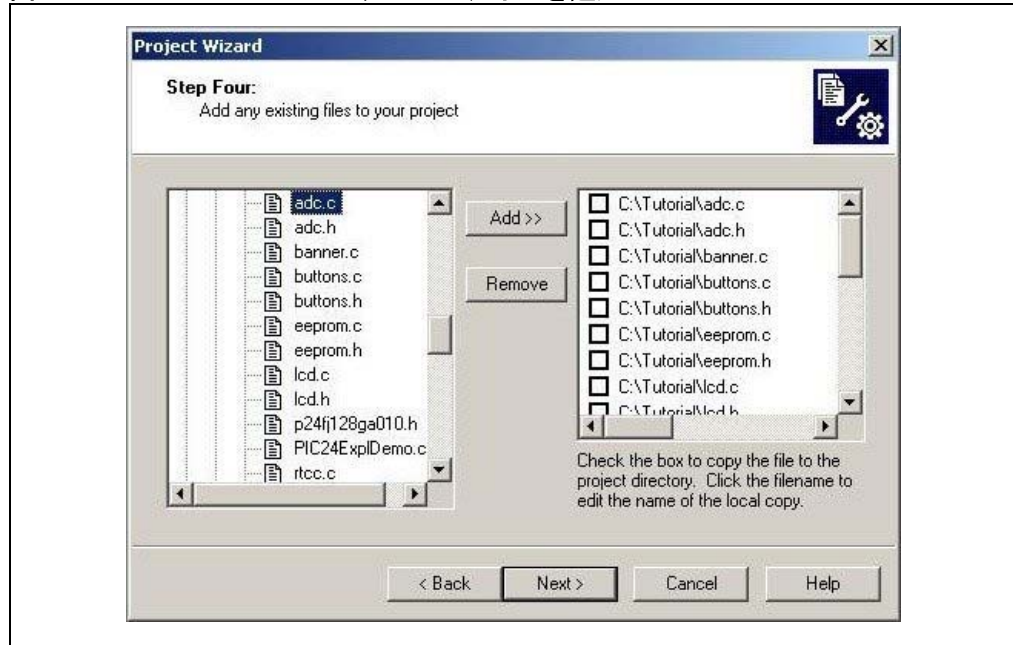 Project Wizard
Step Four:
Add any existing files to your project
adc.c
adc.h
banner.c
buttons.c
buttons.h
eeprom.c
eeprom.h
lcd.c
lcd.h
p24fj128ga010.h
PIC24ExplDemo.c
rtcc.c
Add >>
Remove
C:\Tutorial\adc.c
C:\Tutorial\adc.h
C:\Tutorial\banner.c
C:\Tutorial\buttons.c
C:\Tutorial\buttons.h
C:\Tutorial\eeprom.c
C:\Tutorial\eeprom.h
C:\Tutorial\lcd.c
C:\Tutorial\lcd.h
Check the box to copy the file to the
project directory. Click the filename to
edit the name of the local copy.
< Back
Next >
Cancel
Help